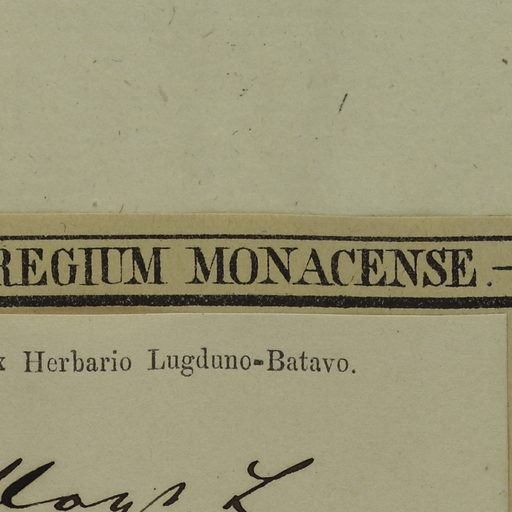 REGIUM MONACENSE.—
x Herbario Lugduno-Batavo.
L